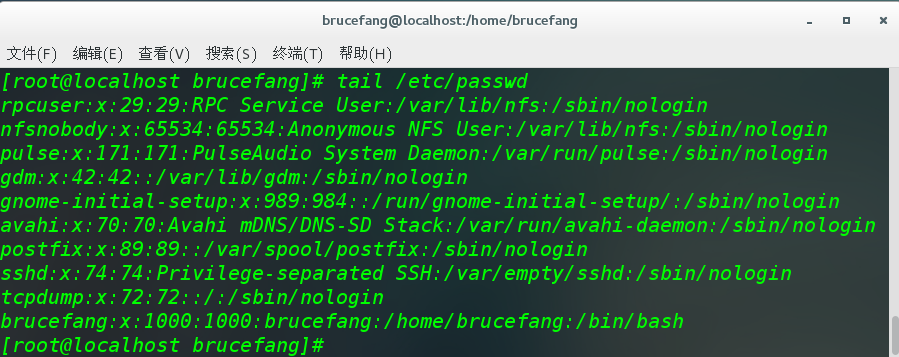 brucefang@localhost:/home/brucefang
文件(F) 编辑(E) 查看(V) 搜索(S) 终端(T) 帮助(H)
[root@localhost brucefang]# tail /etc/passwd
rpcuser:x:29:29:RPC Service User:/var/lib/nfs:/sbin/nologin
nfsnobody:x:65534:65534:Anonymous NFS User:/var/lib/nfs:/sbin/nologin
pulse:x:171:171:PulseAudio System Daemon:/var/run/pulse:/sbin/nologin
gdm:x:42:42::/var/lib/gdm:/sbin/nologin
gnome-initial-setup:x:989:984::/run/gnome-initial-setup/:/sbin/nologin
avahi:x:70:70:Avahi mDNS/DNS-SD Stack:/var/run/avahi-daemon:/sbin/nologin
postfix:x:89:89::/var/spool/postfix:/sbin/nologin
sshd:x:74:74:Privilege-separated SSH:/var/empty/sshd:/sbin/nologin
tcpdump:x:72:72::/:/sbin/nologin
brucefang:x:1000:1000:brucefang:/home/brucefang:/bin/bash
[root@localhost brucefang]#